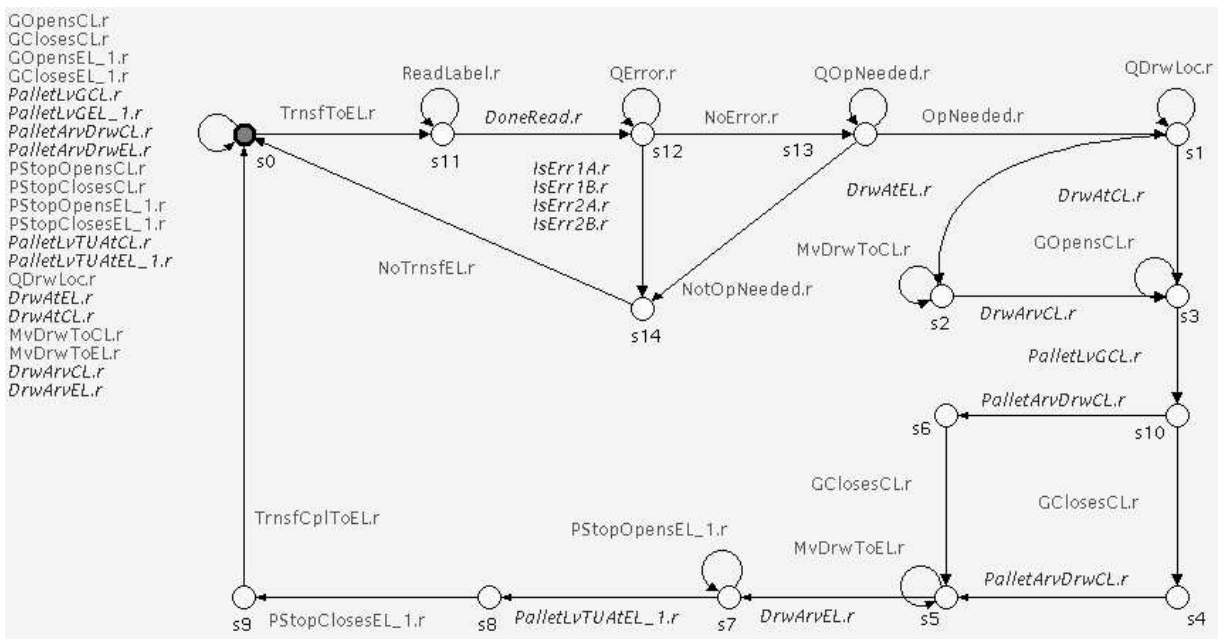 GOpensCL.r
GClosesCL.r
GOpensEL_1.r
GClosesEL_1.r
PalletLvGCL.r
PalletLvGEL_1.r
PalletArvDrwCL.r
PalletArvDrwEL.r
PStopOpensCL.r
PStopClosesCL.r
PStopOpensEL_1.r
PStopClosesEL_1.r
PalletLvTUAtCL.r
PalletLvTUAtEL_1.r
QDrwLoc.r
DrwAtEL.r
DrwAtCL.r
MvDrwToCL.r
MvDrwToEL.r
DrwArvCL.r
DrwArvEL.r
s0
TrnsfToEL.r
ReadLabel.r
s11
DoneRead.r
QError.r
s12
NoError.r
QOpNeeded.r
s13
OpNeeded.r
QDrwLoc.r
s1
IsErr1A.r
IsErr1B.r
IsErr2A.r
IsErr2B.r
DrwAtEL.r
DrwAtCL.r
MvDrwToCL.r
GOpensCL.r
NoTrnsfEL.r
NotOpNeeded.r
s14
s2
DrwArvCL.r
s3
PalletLvGCL.r
s6
PalletArvDrwCL.r
s10
GClosesCL.r
GClosesCL.r
TrnsfCplToEL.r
PStopOpensEL_1.r
MvDrwToEL.r
PalletArvDrwCL.r
s9
PStopClosesEL_1.r
s8
PalletLvTUAtEL_1.r
s7
DrwArvEL.r
s5
s4